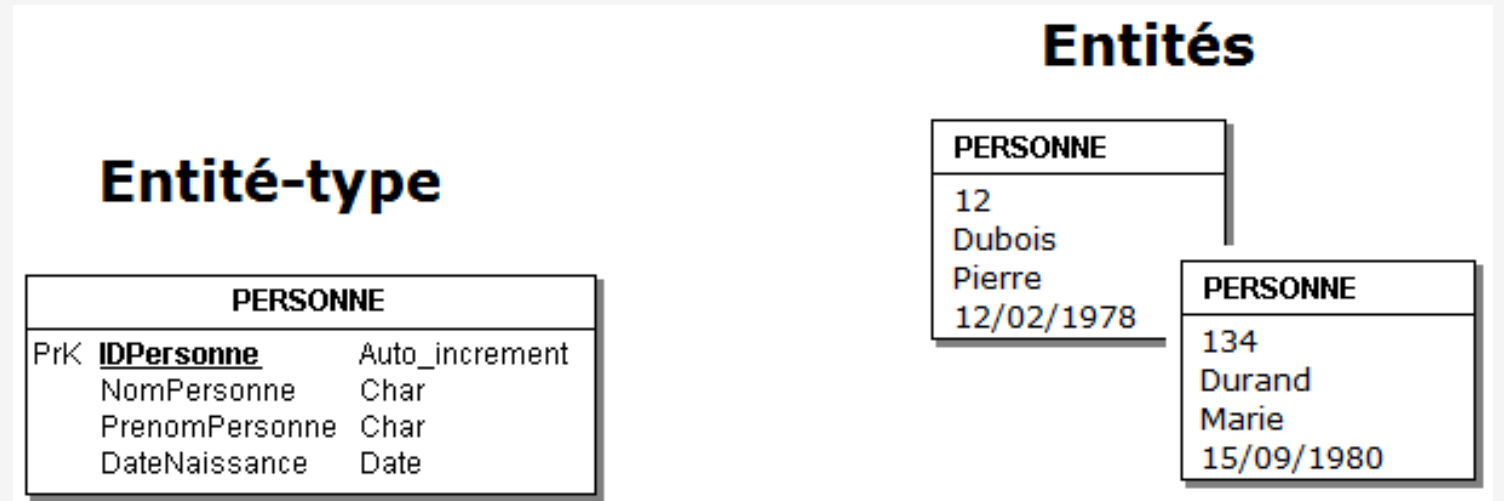 Entité-type
PERSONNE
PrK IDPersonne Auto_increment
NomPersonne Char
PrenomPersonne Char
DateNaissance Date
Entités
PERSONNE
12
Dubois
Pierre
12/02/1978
PERSONNE
134
Durand
Marie
15/09/1980